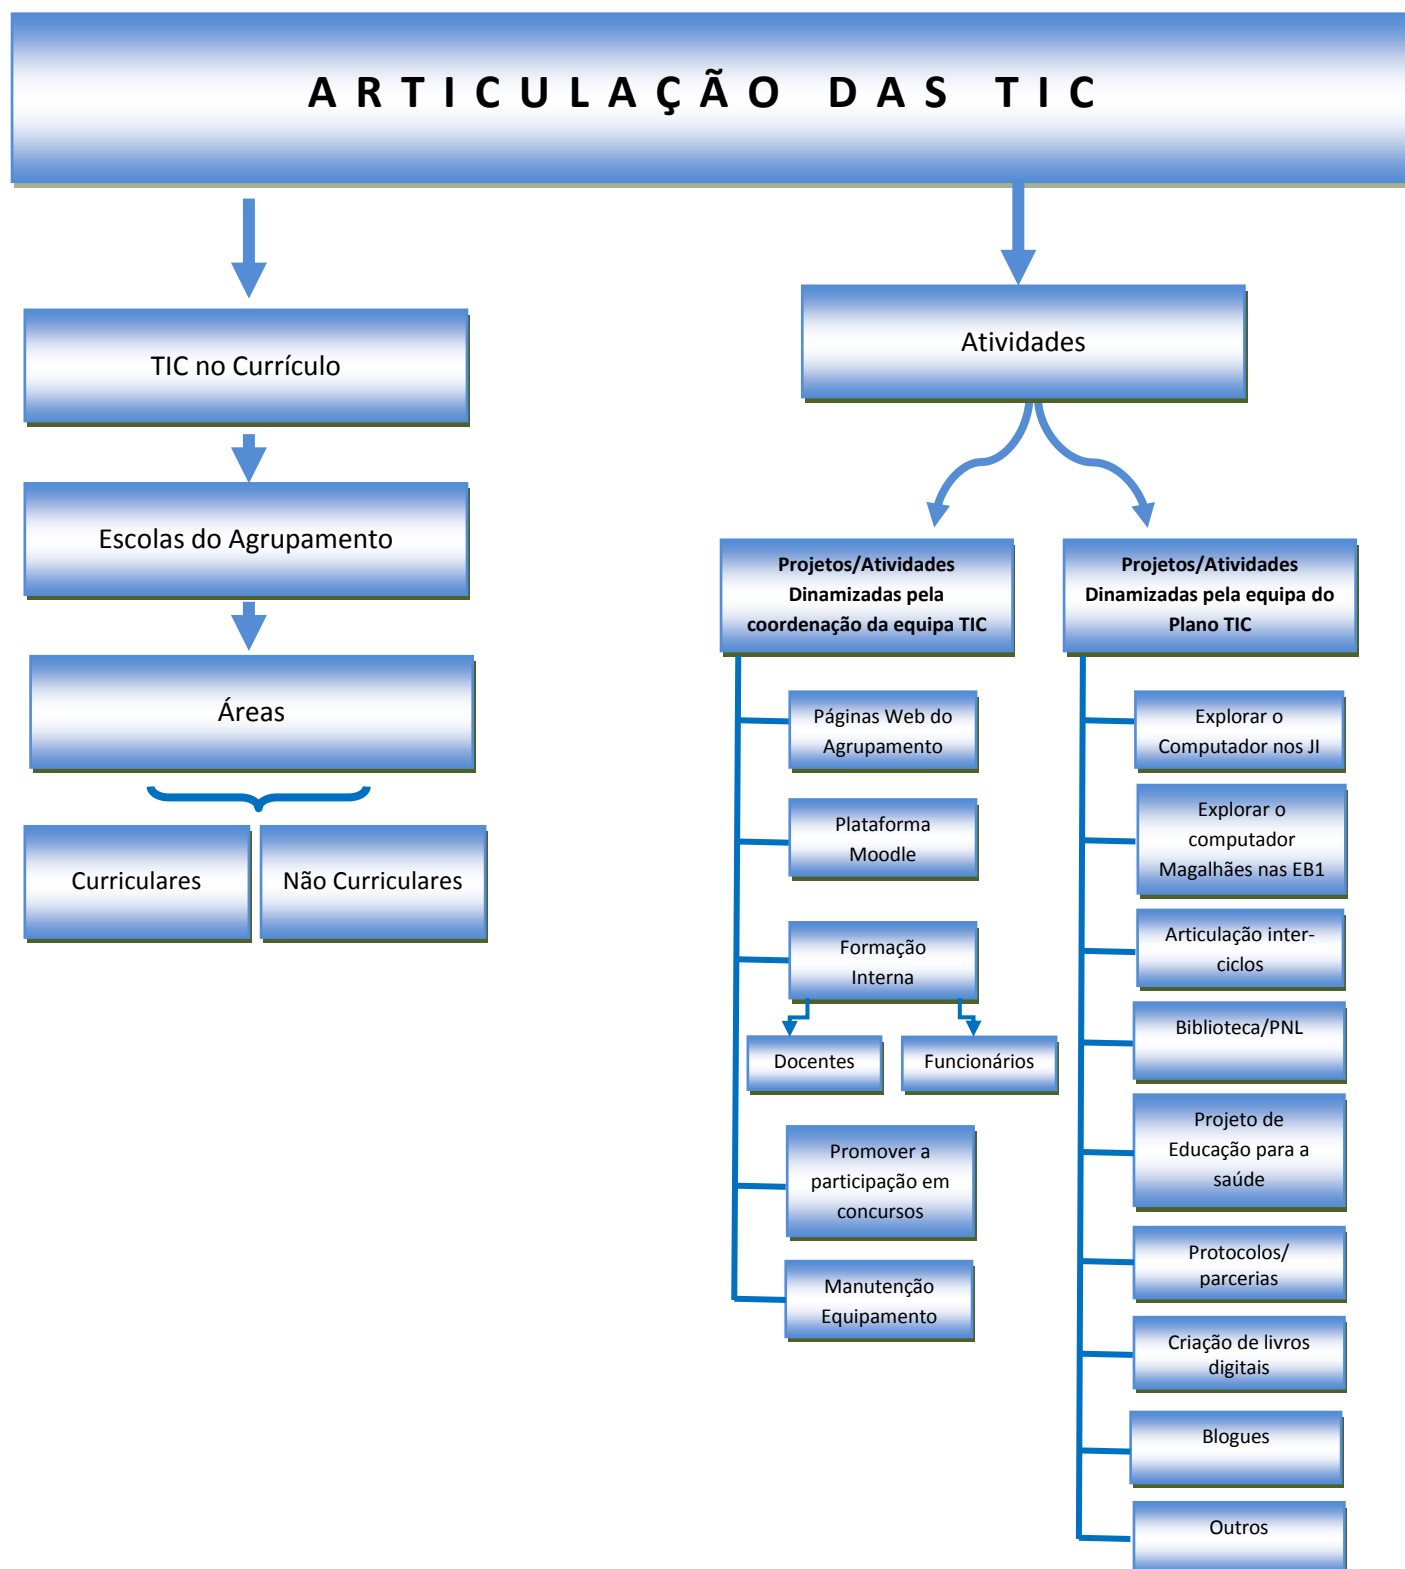 ARTICULAÇÃO DAS TIC
TIC no Currículo
Escolas do Agrupamento
Áreas
Curriculares
Não Curriculares
Atividades
Projetos/Atividades
Dinamizadas pela
coordenação da equipa TIC
Páginas Web do
Agrupamento
Plataforma
Moodle
Formação
Interna
Docentes
Funcionários
Promover a
participação em
concursos
Manutenção
Equipamento
Projetos/Atividades
Dinamizadas pela equipa do
Plano TIC
Explorar o
Computador nos JI
Explorar o
computador
Magalhães nas EB1
Articulação inter-
ciclos
Biblioteca/PNL
Projeto de
Educação para a
saúde
Protocolos/
parcerias
Criação de livros
digitais
Blogues
Outros